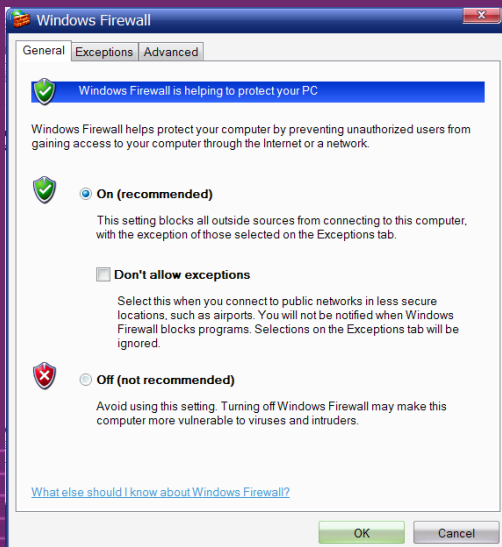 Windows Firewall
General Exceptions Advanced
Windows Firewall is helping to protect your PC
Windows Firewall helps protect your computer by preventing unauthorized users from
gaining access to your computer through the Internet or a network.
On (recommended)
This setting blocks all outside sources from connecting to this computer,
with the exception of those selected on the Exceptions tab.
Don't allow exceptions
Select this when you connect to public networks in less secure
locations, such as airports. You will not be notified when Windows
Firewall blocks programs. Selections on the Exceptions tab will be
ignored.
Off (not recommended)
Avoid using this setting. Turning off Windows Firewall may make this
computer more vulnerable to viruses and intruders.
What else should I know about Windows Firewall?
OK Cancel